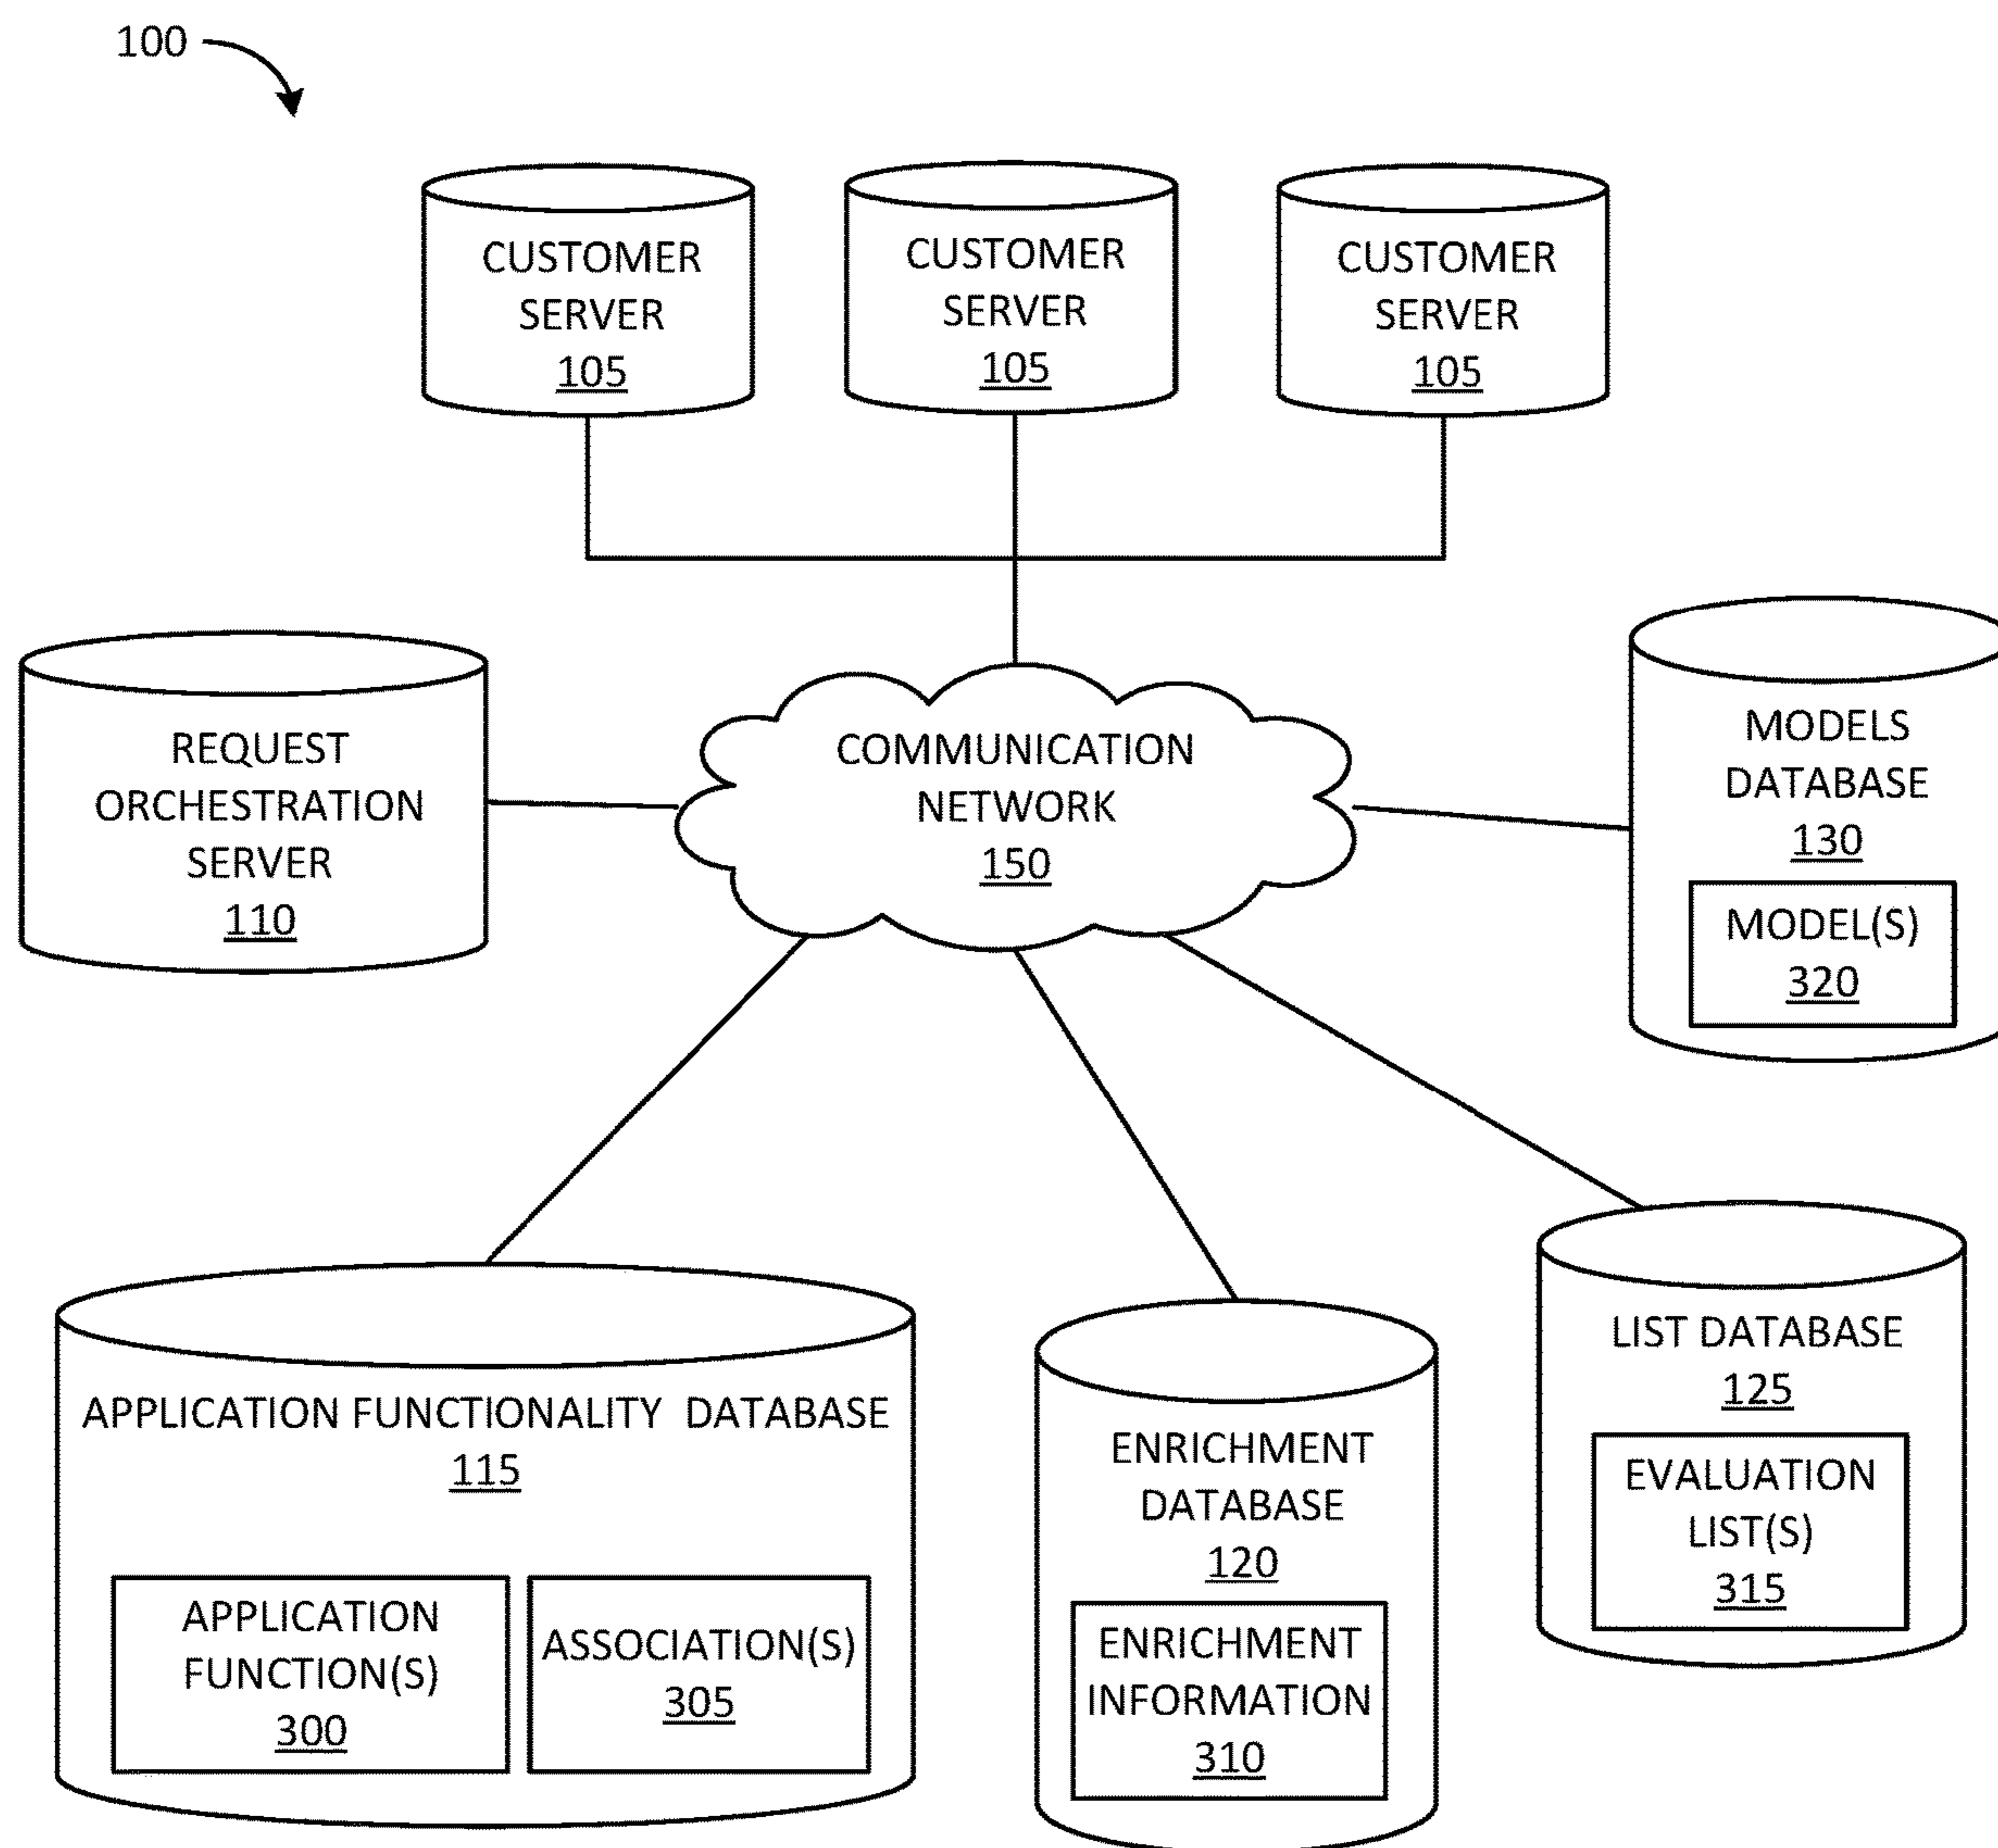 100
CUSTOMER
SERVER
105
CUSTOMER
SERVER
105
CUSTOMER
SERVER
105
REQUEST
ORCHESTRATION
SERVER
110
COMMUNICATION
NETWORK
150
MODELS
DATABASE
130
MODEL(S)
320
APPLICATION FUNCTIONALITY DATABASE
115
APPLICATION
FUNCTION(S)
300
ASSOCIATION(S)
305
ENRICHMENT
DATABASE
120
ENRICHMENT
INFORMATION
310
LIST DATABASE
125
EVALUATION
LIST(S)
315